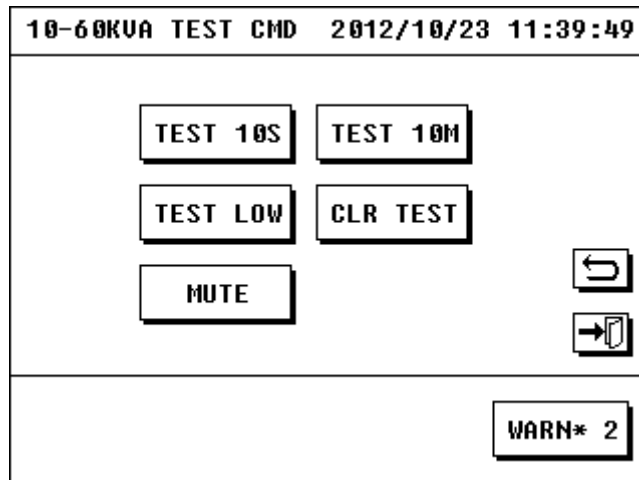 10-60KVA TEST CMD 2012/10/23 11:39:49
TEST 10S TEST 10M
TEST LOW CLR TEST
MUTE
WARN* 2